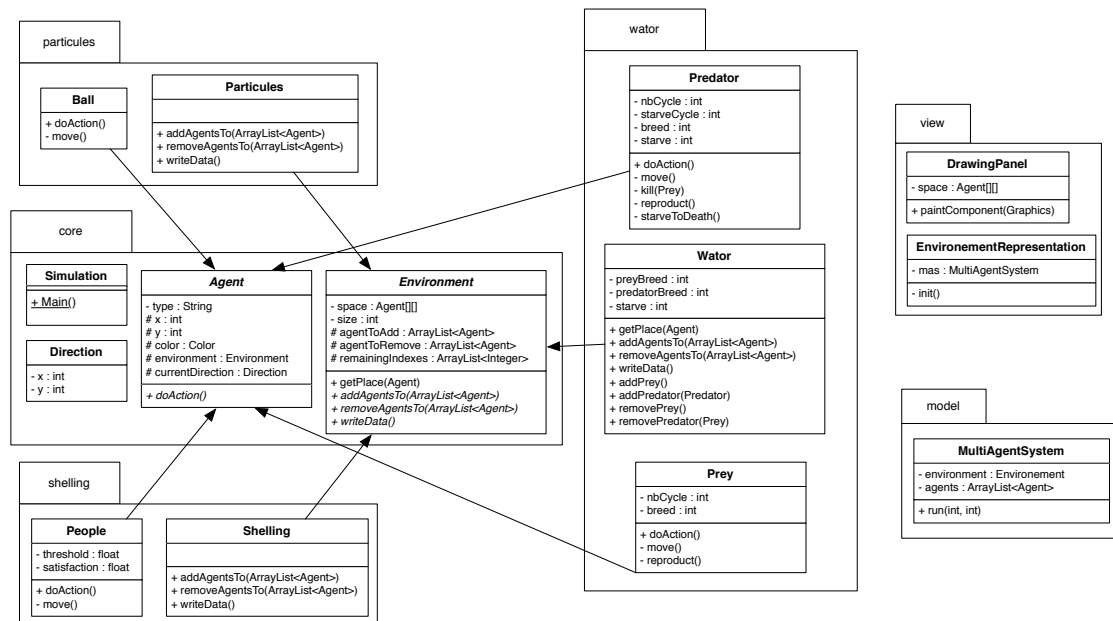 particules
Ball
+ doAction()
- move()
Particules
+ addAgentsTo(ArrayList<Agent>)
+ removeAgentsTo(ArrayList<Agent>)
+ writeData()
core
Simulation
+ Main()
Direction
- x : int
- y : int
Agent
- type : String
# x : int
# y : int
# color : Color
# environment : Environment
# currentDirection : Direction
+ doAction()
Environment
- space : Agent[][]
- size : int
# agentToAdd : ArrayList<Agent>
# agentToRemove : ArrayList<Agent>
# remainingIndexes : ArrayList<Integer>
+ getPlace(Agent)
+ addAgentsTo(ArrayList<Agent>)
+ removeAgentsTo(ArrayList<Agent>)
+ writeData()
shelling
People
- threshold : float
- satisfaction : float
+ doAction()
- move()
Shelling
+ addAgentsTo(ArrayList<Agent>)
+ removeAgentsTo(ArrayList<Agent>)
+ writeData()
wator
Predator
- nbCycle : int
- starveCycle : int
- breed : int
- starve : int
+ doAction()
- move()
- kill(Prey)
- reproduct()
- starveToDeath()
Wator
- preyBreed : int
- predatorBreed : int
- starve : int
+ getPlace(Agent)
+ addAgentsTo(ArrayList<Agent>)
+ removeAgentsTo(ArrayList<Agent>)
+ writeData()
+ addPrey()
+ addPredator(Predator)
+ removePrey()
+ removePredator(Prey)
Prey
- nbCycle : int
- breed : int
+ doAction()
- move()
- reproduct()
view
DrawingPanel
- space : Agent[][]
+ paintComponent(Graphics)
EnvironementRepresentation
- mas : MultiAgentSystem
- init()
model
MultiAgentSystem
- environment : Environement
- agents : ArrayList<Agent>
+ run(int, int)